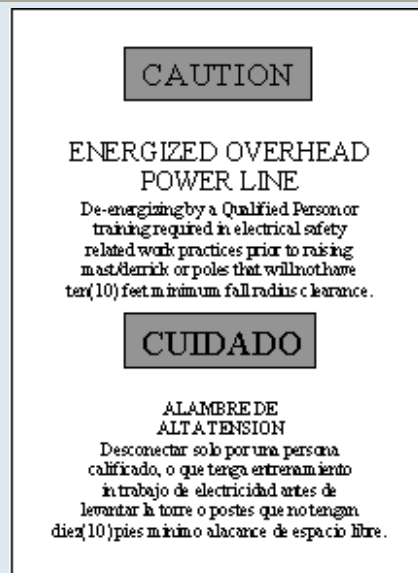 CAUTION
ENERGIZED OVERHEAD
POWER LINE
De-energizing by a Qualified Person or
training required in electrical safety
related work practices prior to raising
mast/derrick or poles that will not have
ten(10) feet minimum fall radius clearance.
CUIDADO
ALAMBRE DE
ALTA TENSION
Desconectar solo por una persona
calificado, o que tenga entrenamiento
in trabajo de electricidad antes de
levantar la torre o postes que no tengan
diez(10) pies minimo alacance de espacio libre.